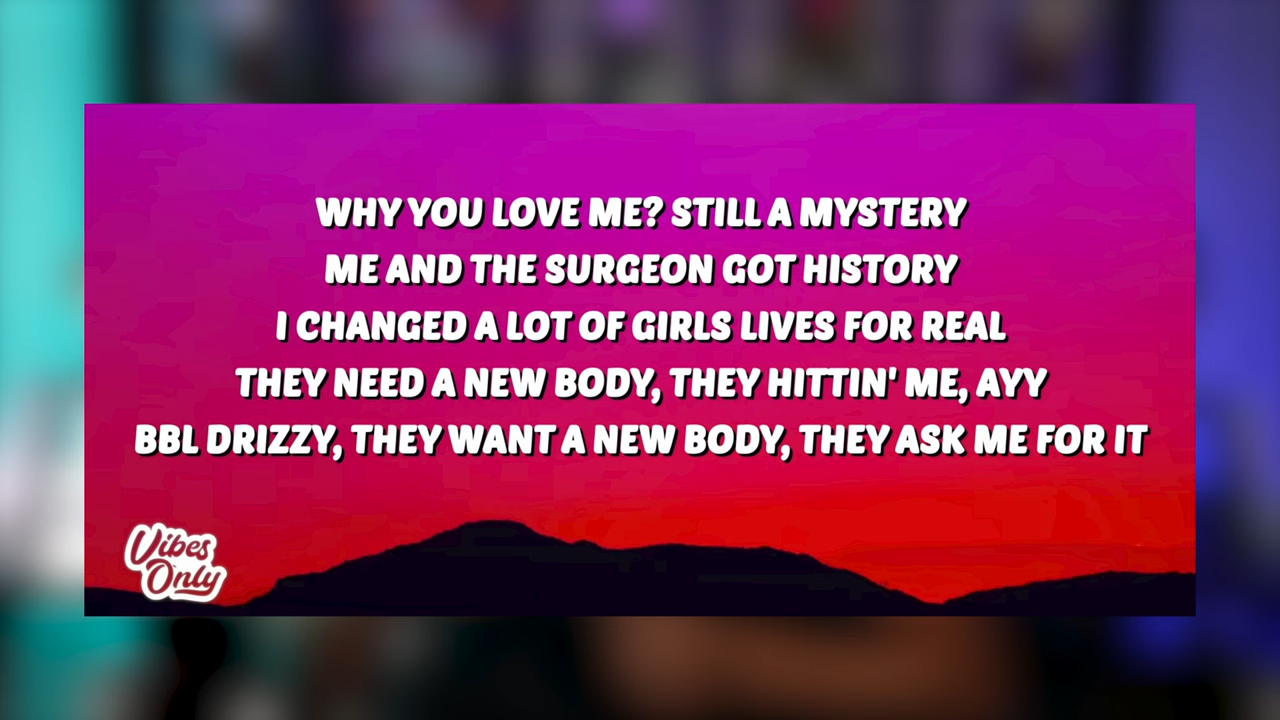 WHY YOU LOVE ME? STILL A MYSTERY
ME AND THE SURGEON GOT HISTORY
I CHANGED A LOT OF GIRLS LIVES FOR REAL
THEY NEED A NEW BODY, THEY HITTIN' ME, AYY
BBL DRIZZY, THEY WANT A NEW BODY, THEY ASK ME FOR IT
Vibes
Only